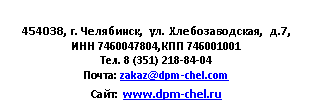 454038, г. Челябинск, ул. Хлебозаводская, д.7,
ИНН 7460047804,КПП 746001001
Тел. 8 (351) 218-84-04
Почта: zakaz@dpm-chel.com
Сайт: www.dpm-chel.ru